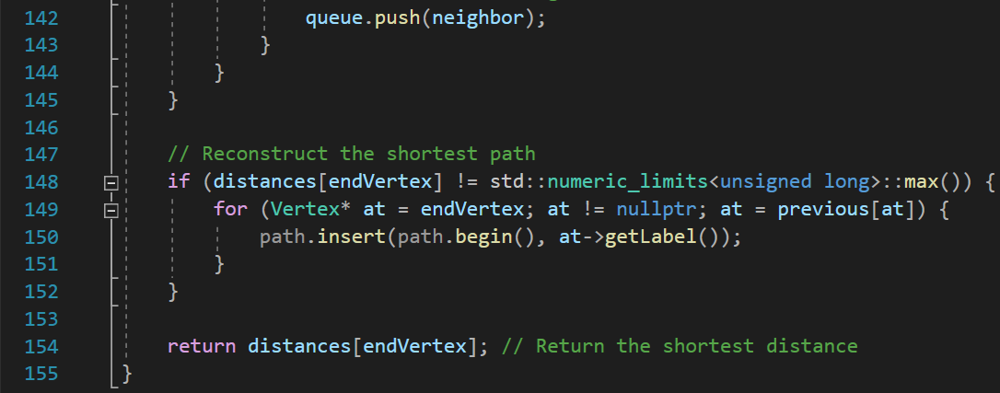 142 queue.push(neighbor);
143 }
144 }
145 }
146
147 // Reconstruct the shortest path
148 if (distances[endVertex] != std::numeric_limits<unsigned long>::max()) {
149 for (Vertex* at = endVertex; at != nullptr; at = previous[at]) {
150 path.insert(path.begin(), at->getLabel());
151 }
152 }
153
154 return distances[endVertex]; // Return the shortest distance
155 }